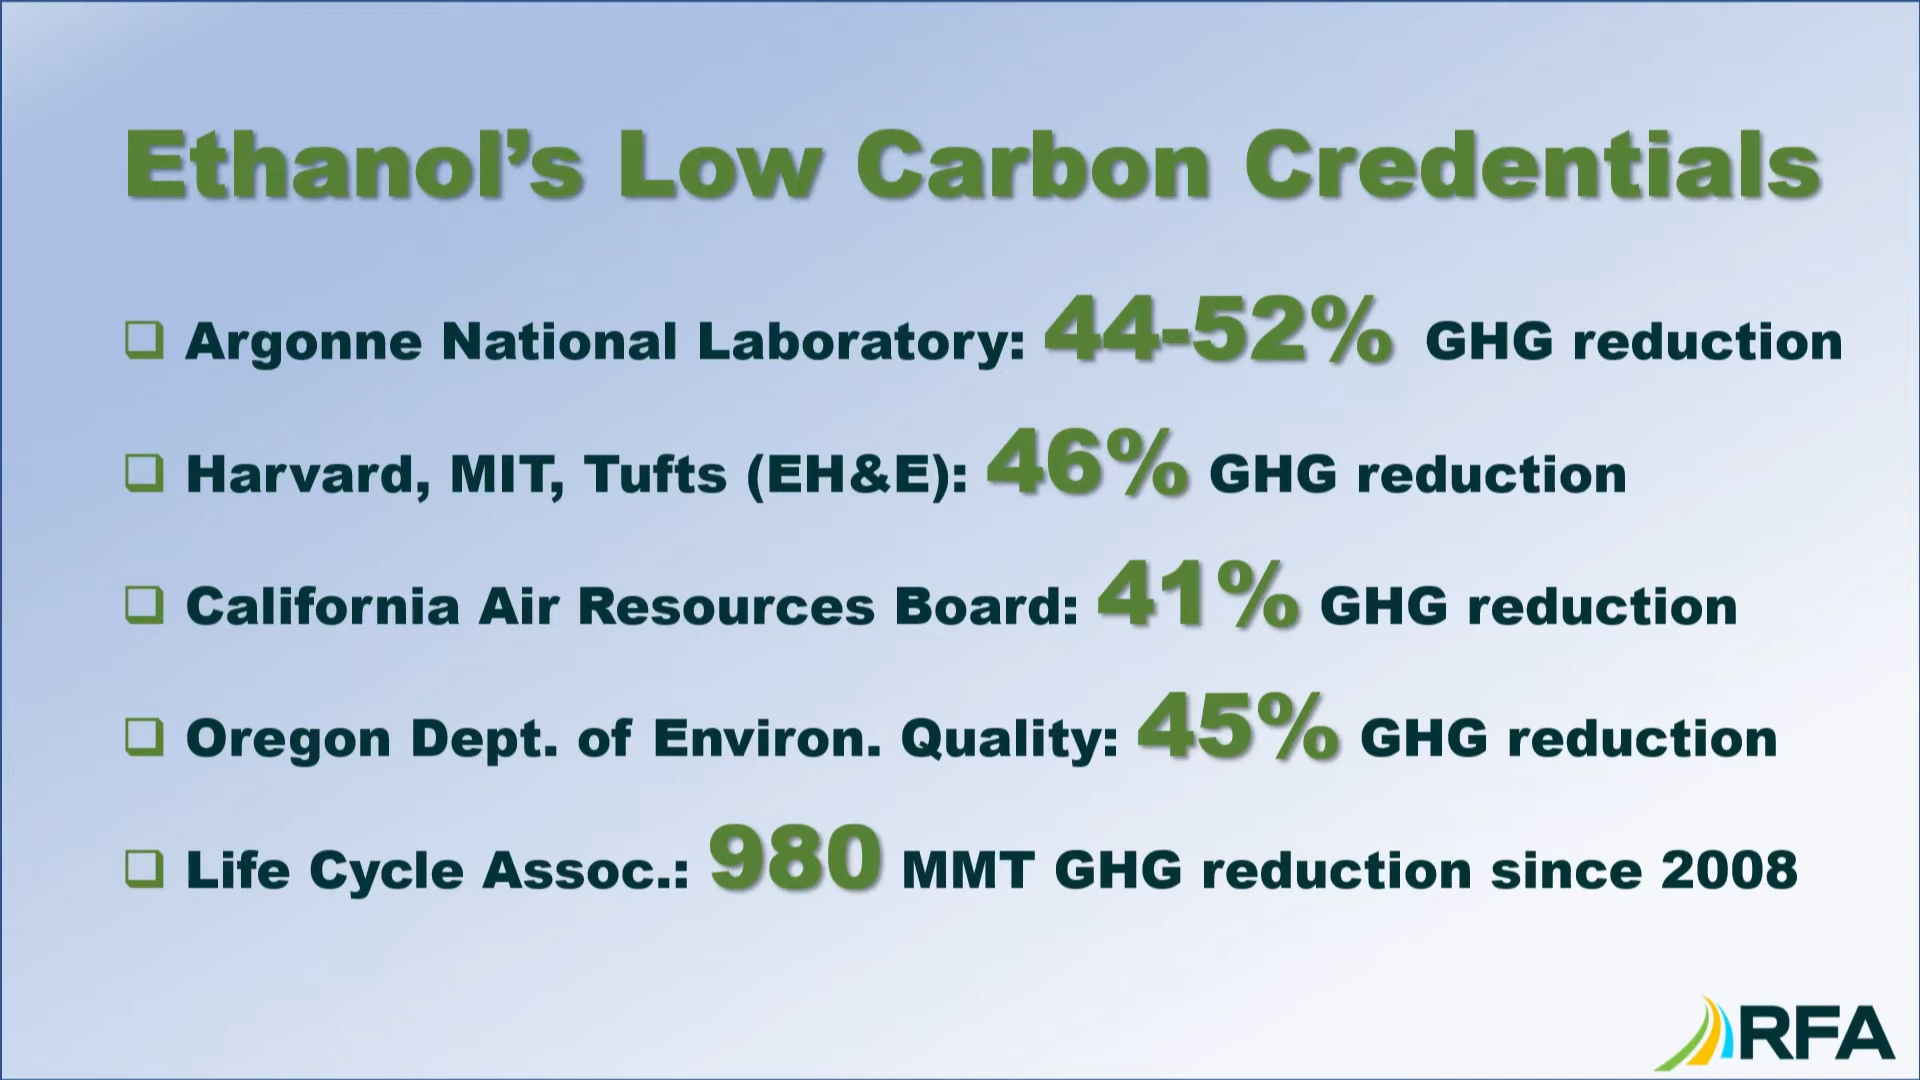 Ethanol’s Low Carbon Credentials
Argonne National Laboratory: 44-52% GHG reduction
Harvard, MIT, Tufts (EH&E): 46% GHG reduction
California Air Resources Board: 41% GHG reduction
Oregon Dept. of Environ. Quality: 45% GHG reduction
Life Cycle Assoc.: 980 MMT GHG reduction since 2008
RFA